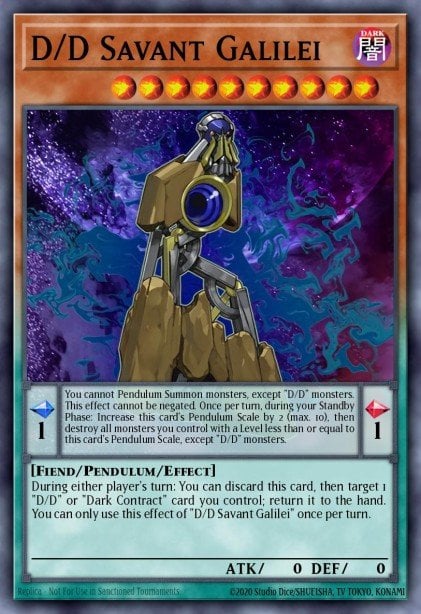 D/D SAVANT GALILEI
DARK
闇
You cannot Pendulum Summon monsters, except "D/D" monsters.
This effect cannot be negated. Once per turn, during your Standby
Phase: Increase this card's Pendulum Scale by 2 (max. 10), then
destroy all monsters you control with a Level less than or equal to
this card's Pendulum Scale, except "D/D" monsters.
1
1
[FIEND/PENDULUM/EFFECT]
During either player's turn: You can discard this card, then target 1
"D/D" or "Dark Contract" card you control; return it to the hand.
You can only use this effect of "D/D Savant Galilei" once per turn.
ATK/ 0 DEF/ 0
Replica - Not For Use in Sanctioned Tournaments
©2020 Studio Dice/SHUEISHA, TV TOKYO, KONAMI